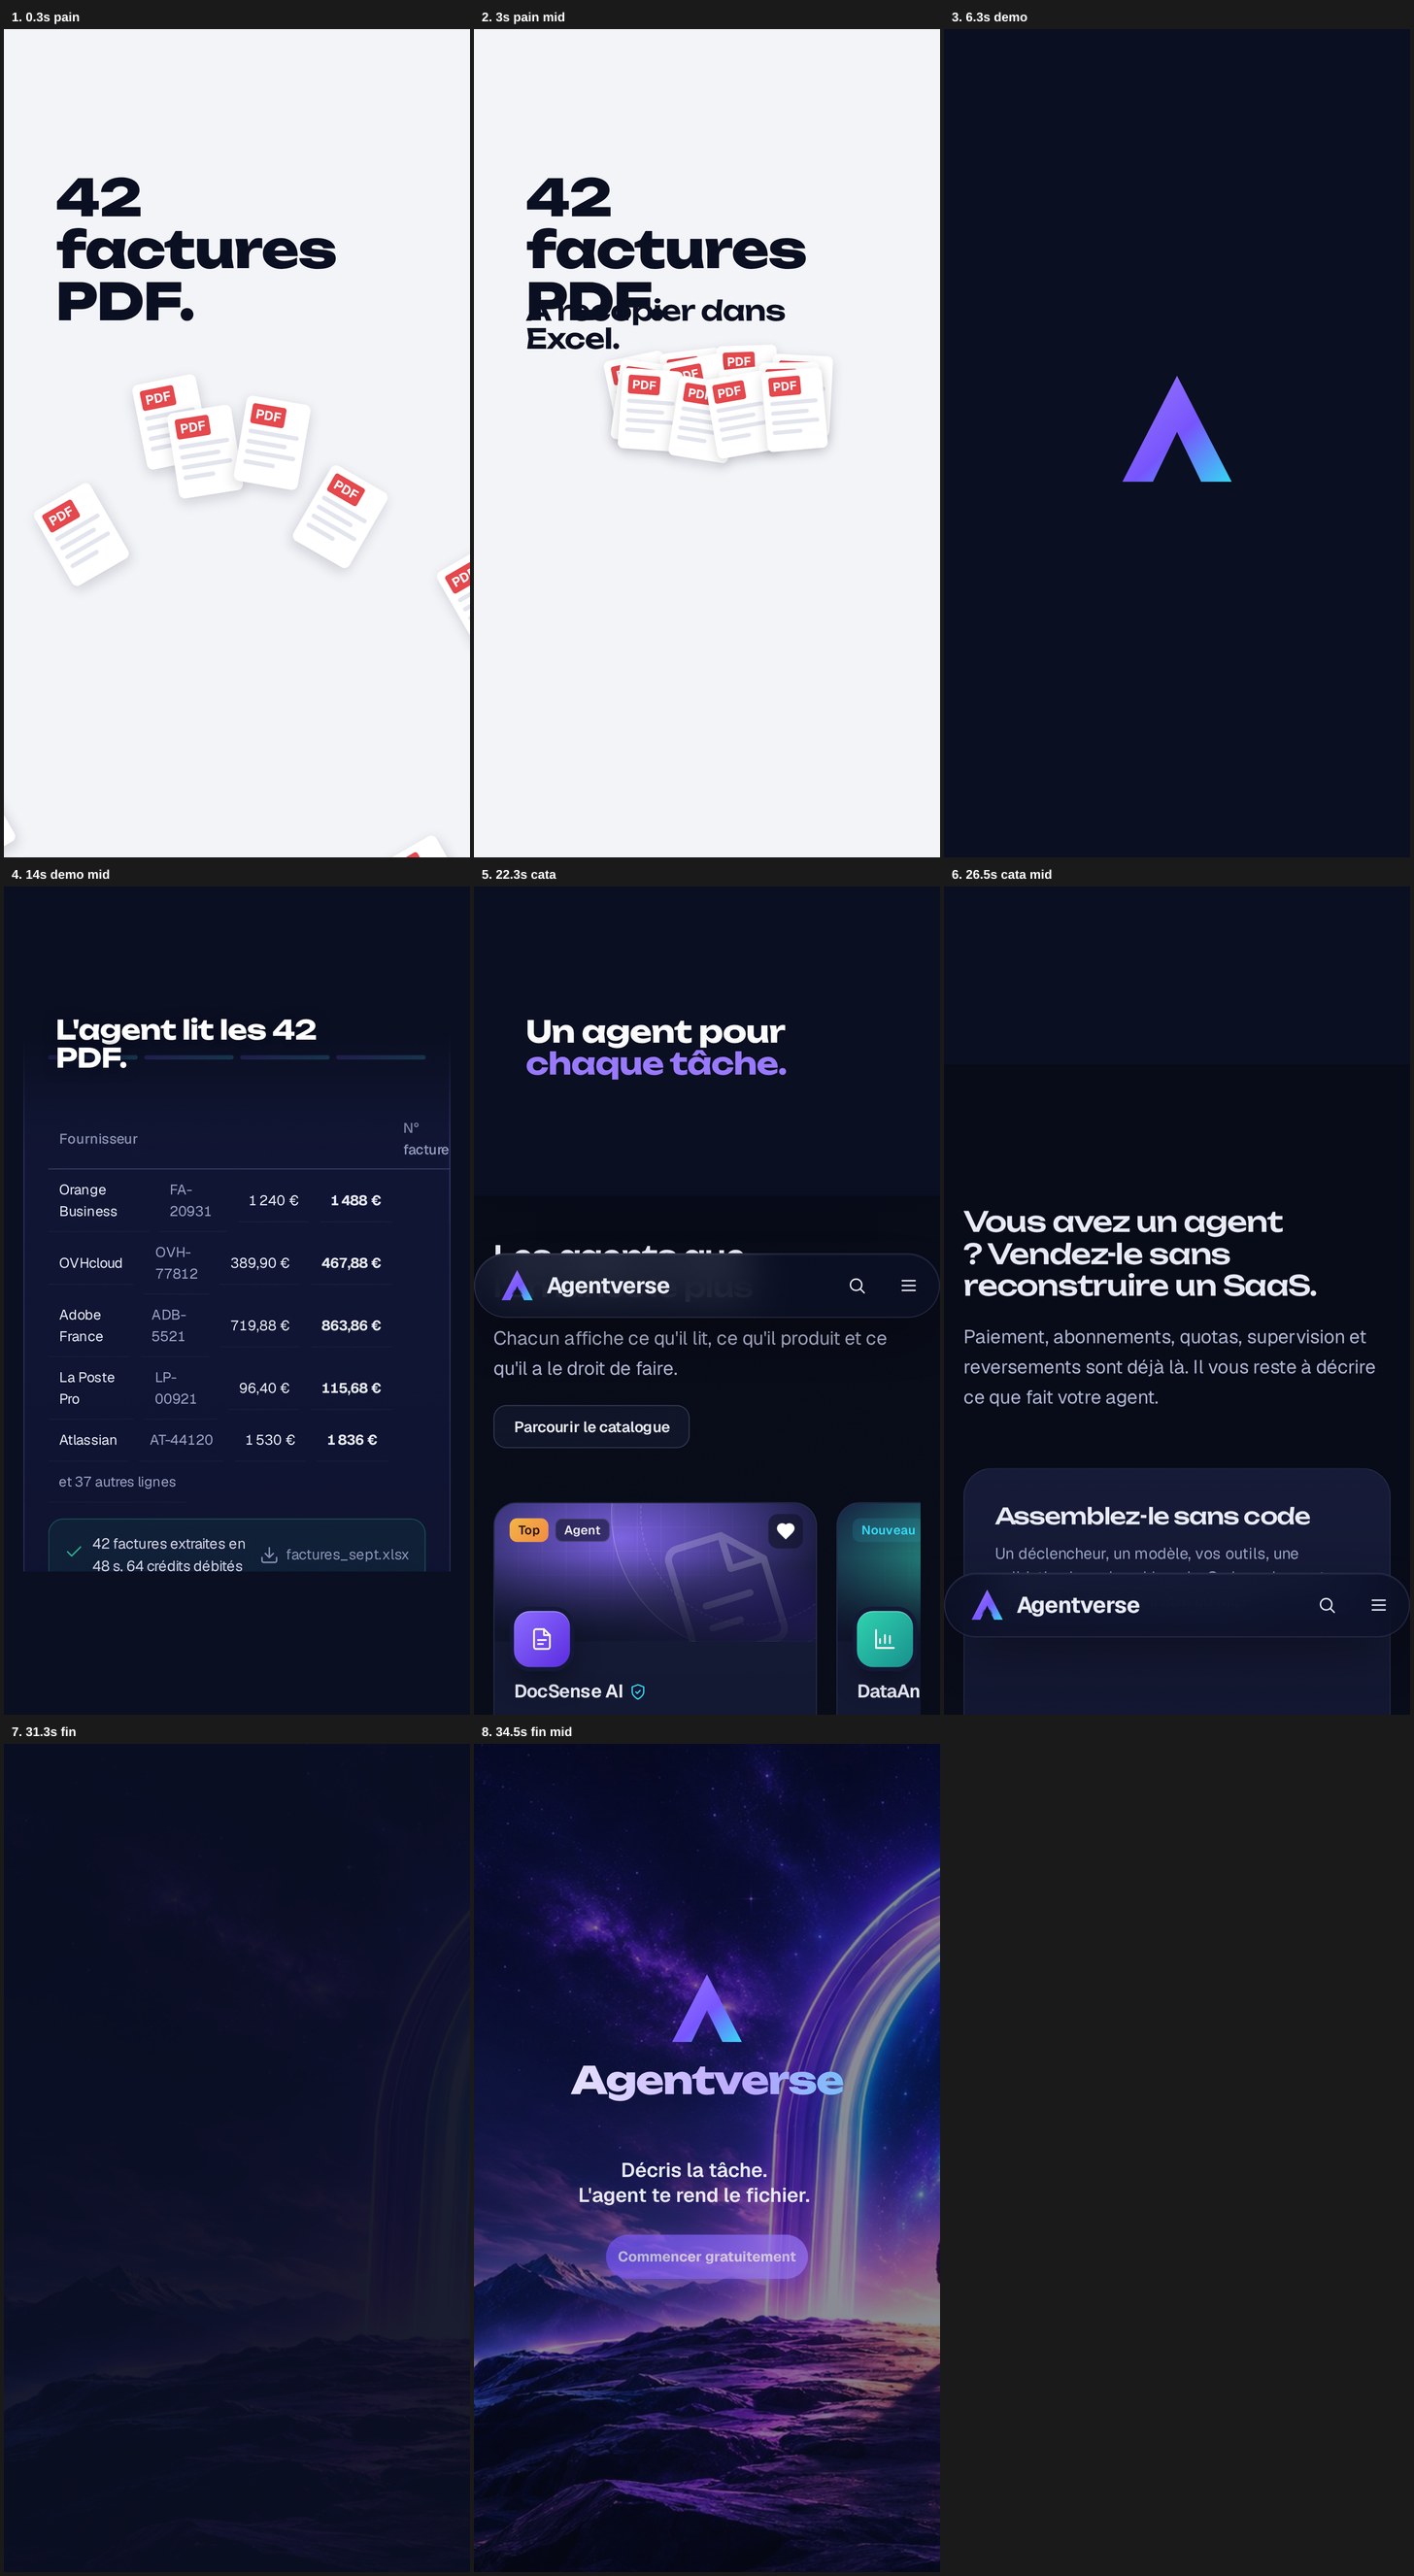 1. 0.3s pain
42
factures
PDF.
PDF
PDF
PDF
PDF
PDF
2. 3s pain mid
42
factures
PDF.
À recopier dans
Excel.
PDF
PDF
PDF
PDF
PDF
3. 6.3s demo
4. 14s demo mid
L'agent lit les 42
PDF.
Fournisseur
N°
facture
Orange
Business
FA-
20931
1 240 €
1 488 €
OVHcloud
OVH-
77812
389,90 €
467,88 €
Adobe
France
ADB-
5521
719,88 €
863,86 €
La Poste
Pro
LP-
00921
96,40 €
115,68 €
Atlassian
AT-44120
1 530 €
1 836 €
et 37 autres lignes
42 factures extraites en
48 s, 64 crédits débités
factures_sept.xlsx
5. 22.3s cata
Un agent pour
chaque tâche.
Les agents que
plus
Agentverse
Chacun affiche ce qu'il lit, ce qu'il produit et ce
qu'il a le droit de faire.
Parcourir le catalogue
Top
Agent
Nouveau
DocSense AI
DataAn
6. 26.5s cata mid
Vous avez un agent
? Vendez-le sans
reconstruire un SaaS.
Paiement, abonnements, quotas, supervision et
reversements sont déjà là. Il vous reste à décrire
ce que fait votre agent.
Assemblez-le sans code
Un déclencheur, un modèle, vos outils, une
Agentverse
7. 31.3s fin
8. 34.5s fin mid
Agentverse
Décris la tâche.
L'agent te rend le fichier.
Commencer gratuitement